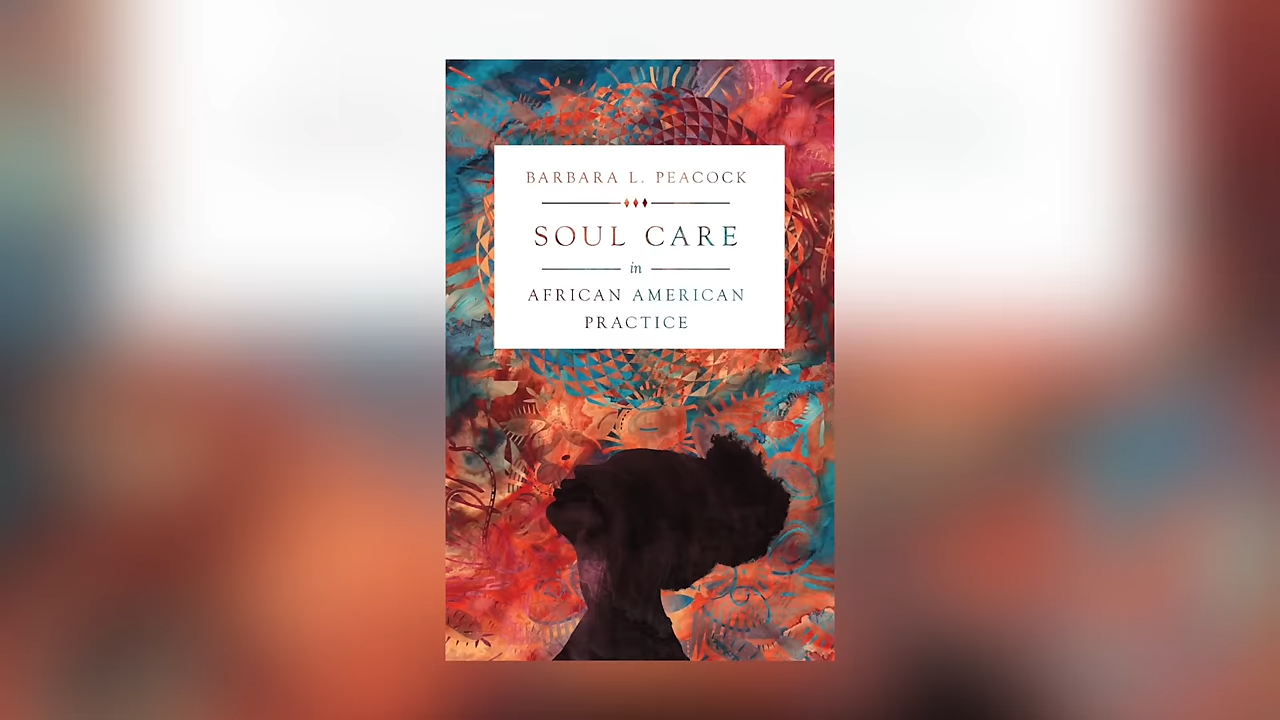 BARBARA L. PEACOCK
SOUL CARE
in
AFRICAN AMERICAN
PRACTICE